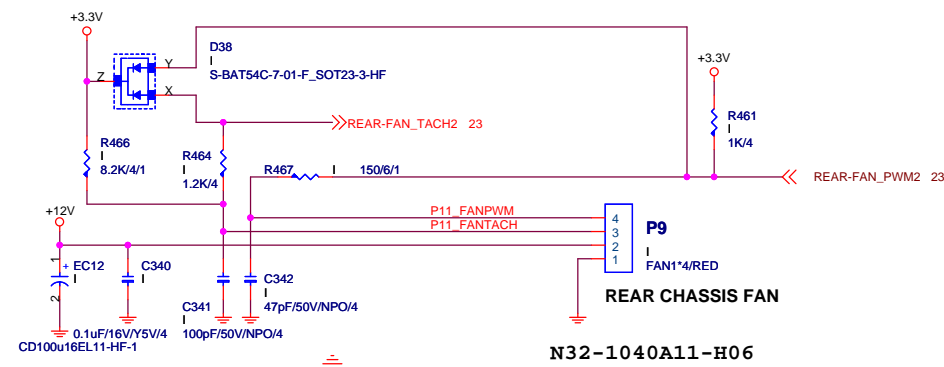 +3.3V
D38
I
S-BAT54C-7-01-F_SOT23-3-HF
Z
Y
X
+3.3V
R461
I
1K/4
REAR-FAN_TACH2 23
R466
I
8.2K/4/1
R464
I
1.2K/4
R467
I
150/6/1
REAR-FAN_PWM2 23
+12V
P11_FANPWM
P11_FANTACH
4
3
2
1
P9
I
FAN1*4/RED
1
+
2
EC12
I
CD100u16EL11-HF-1
C340
I
0.1uF/16V/Y5V/4
C341
I
100pF/50V/NPO/4
C342
I
47pF/50V/NPO/4
REAR CHASSIS FAN
N32-1040A11-H06